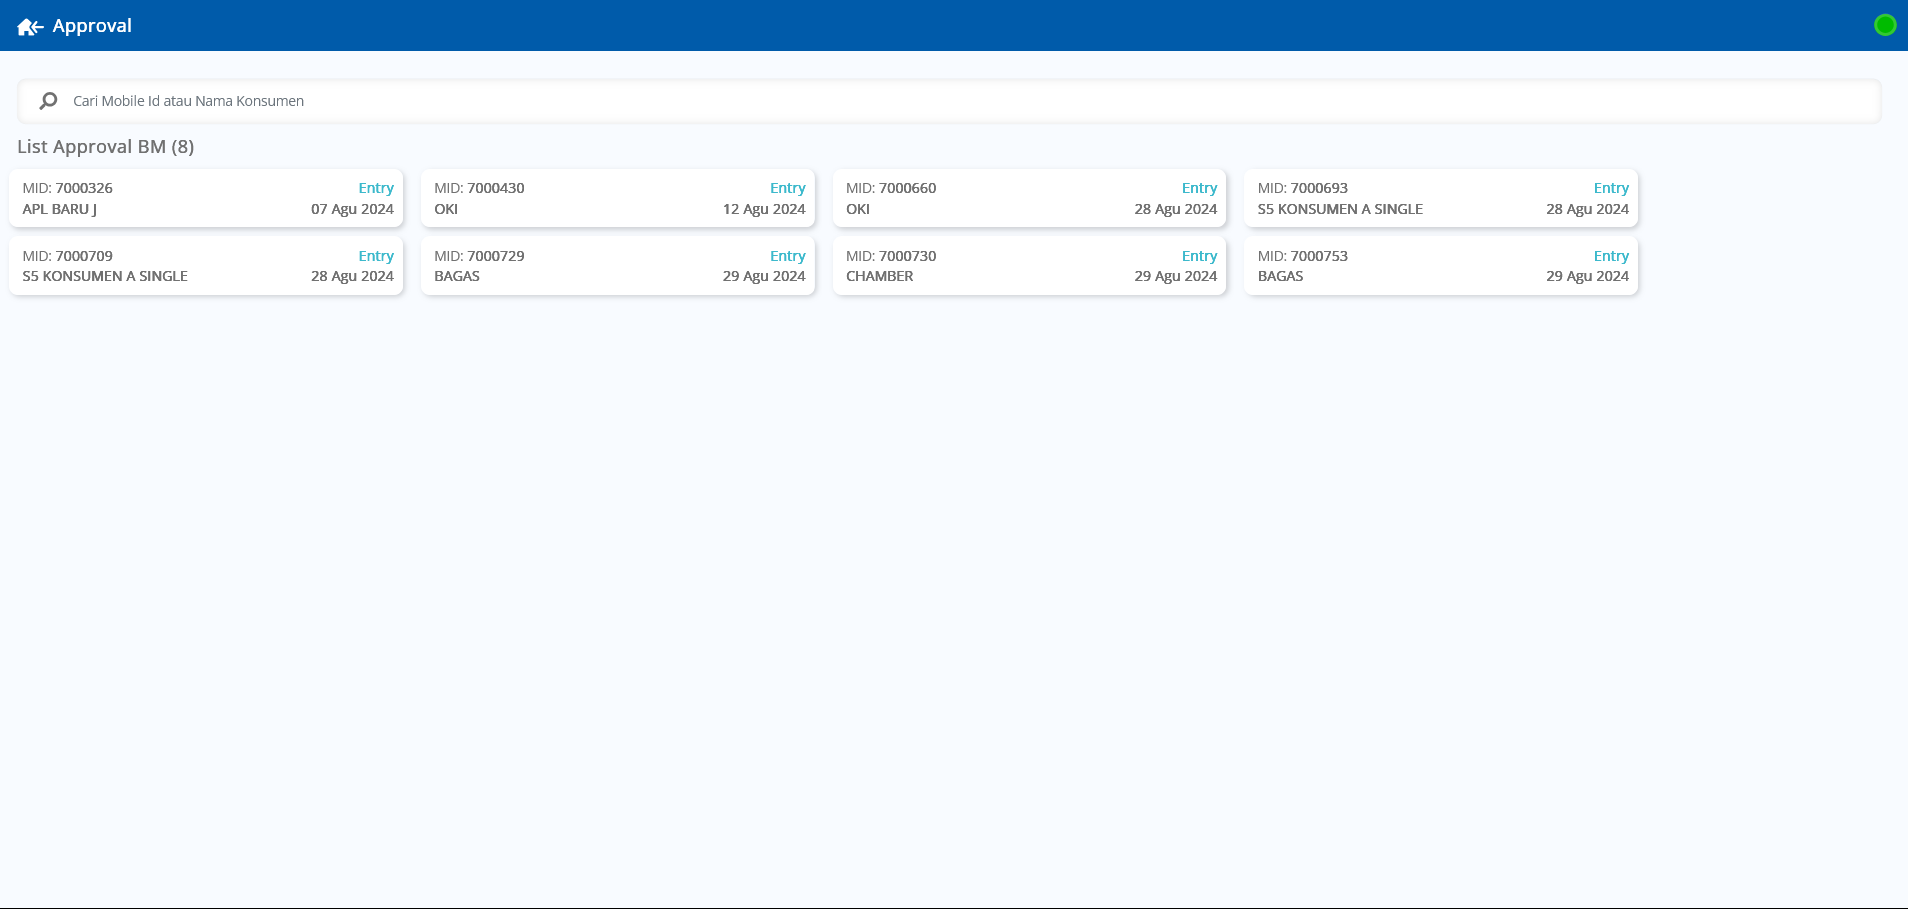 Approval
Cari Mobile Id atau Nama Konsumen
List Approval BM (8)
MID: 7000326 Entry
APL BARU J 07 Agu 2024
MID: 7000430 Entry
OKI 12 Agu 2024
MID: 7000660 Entry
OKI 28 Agu 2024
MID: 7000693 Entry
S5 KONSUMEN A SINGLE 28 Agu 2024
MID: 7000709 Entry
S5 KONSUMEN A SINGLE 28 Agu 2024
MID: 7000729 Entry
BAGAS 29 Agu 2024
MID: 7000730 Entry
CHAMBER 29 Agu 2024
MID: 7000753 Entry
BAGAS 29 Agu 2024